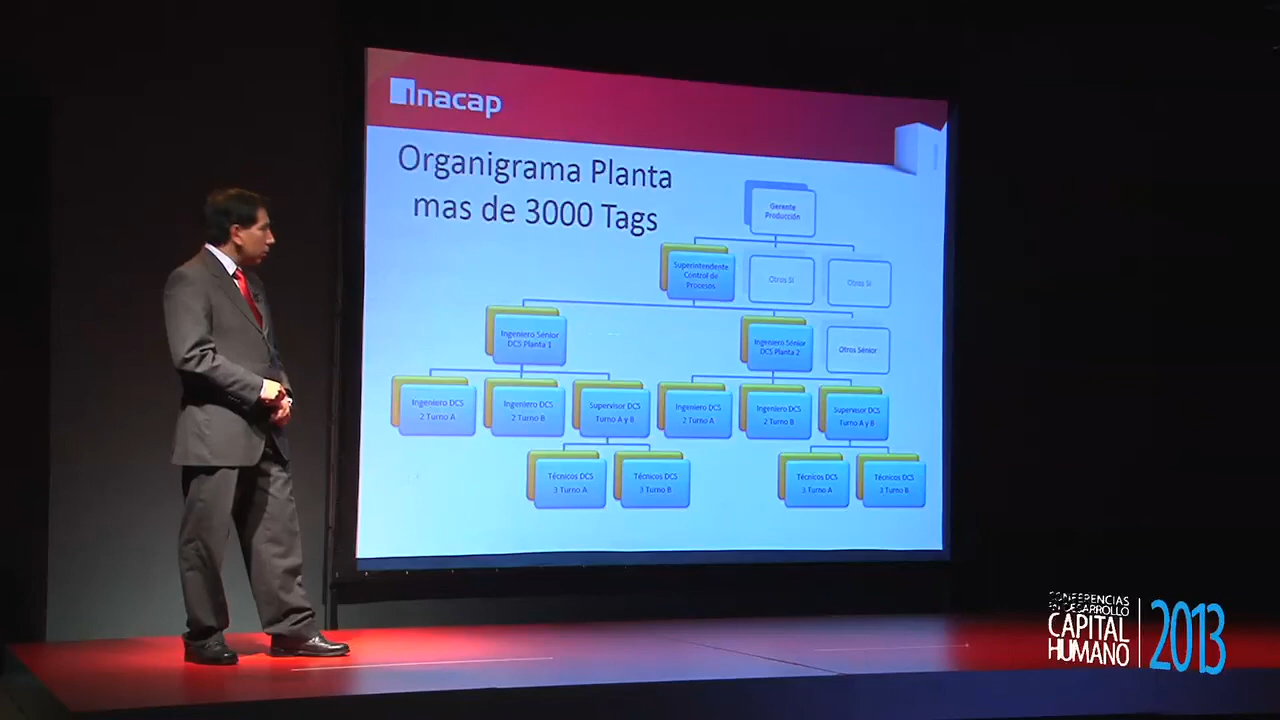 Inacap
Organigrama Planta
mas de 3000 Tags
Gerente
Producción
Superintendente
Control de
Procesos
Otros SI
Otros SI
Ingeniero Sénior
DCS Planta 1
Ingeniero Sénior
DCS Planta 2
Otros Sénior
Ingeniero DCS
2 Turno A
Ingeniero DCS
2 Turno B
Supervisor DCS
Turno A y B
Ingeniero DCS
2 Turno A
Ingeniero DCS
2 Turno B
Supervisor DCS
Turno A y B
Técnicos DCS
3 Turno A
Técnicos DCS
3 Turno B
Técnicos DCS
3 Turno A
Técnicos DCS
3 Turno B
CONFERENCIAS
EN DESARROLLO
CAPITAL
HUMANO
2013